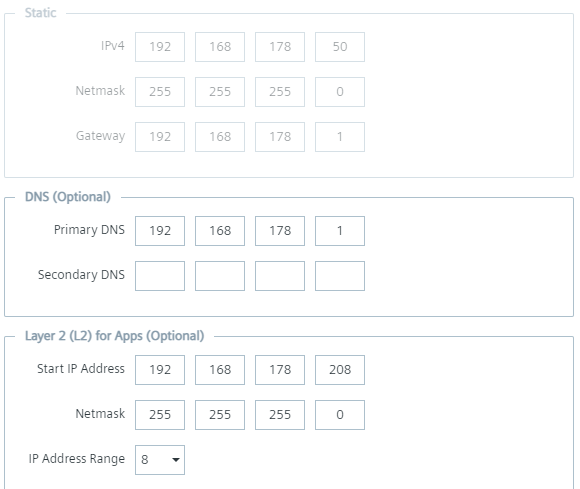 Static
IPv4 192 168 178 50
Netmask 255 255 255 0
Gateway 192 168 178 1
DNS (Optional)
Primary DNS 192 168 178 1
Secondary DNS
Layer 2 (L2) for Apps (Optional)
Start IP Address 192 168 178 208
Netmask 255 255 255 0
IP Address Range 8